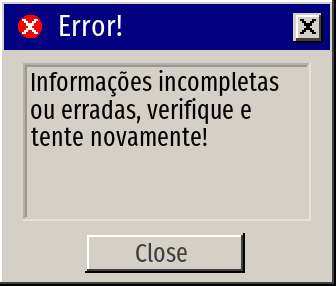 Error!
Informações incompletas
ou erradas, verifique e
tente novamente!
Close